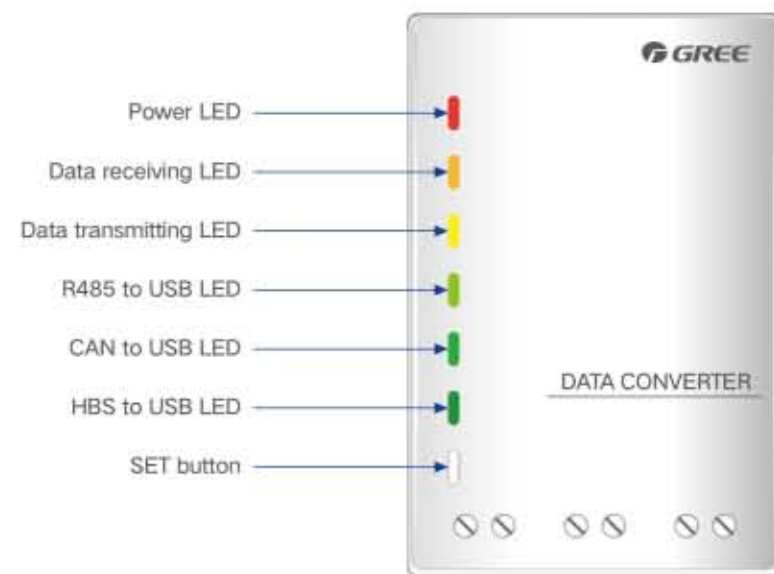 GREE
Power LED
Data receiving LED
Data transmitting LED
R485 to USB LED
CAN to USB LED
DATA CONVERTER
HBS to USB LED
SET button